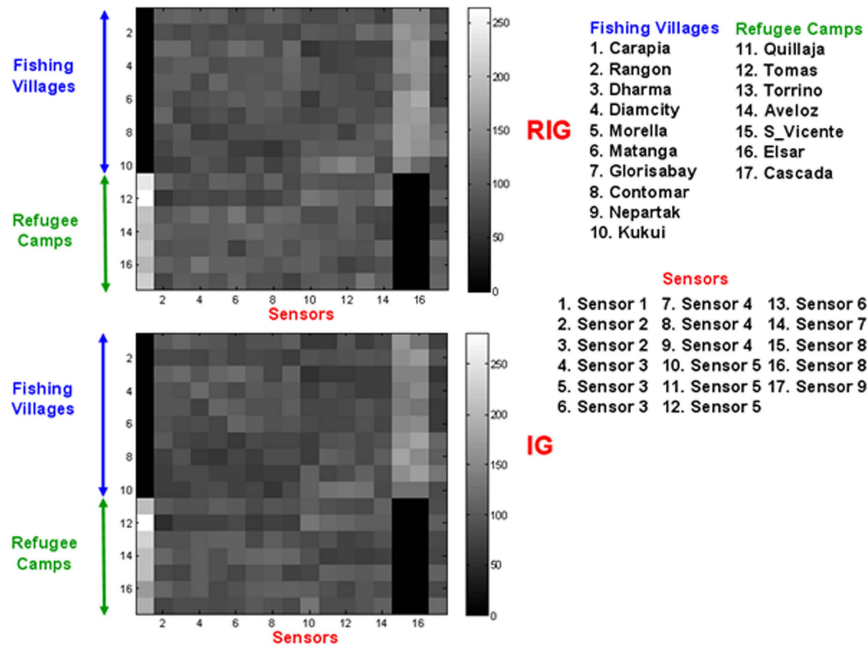 Fishing Villages
Refugee Camps
2
4
6
8
10
12
14
16
2 4 6 8 10 12 14 16
Sensors
250
200
150
100
50
0
RIG
Fishing Villages
1. Carapia
2. Rangon
3. Dharma
4. Diamcity
5. Morella
6. Matanga
7. Glorisabay
8. Contomar
9. Nepartak
10. Kukui
Refugee Camps
11. Quillaja
12. Tomas
13. Torrino
14. Aveloz
15. S_Vicente
16. Elsar
17. Cascada
Fishing Villages
Refugee Camps
2
4
6
8
10
12
14
16
2 4 6 8 10 12 14 16
Sensors
250
200
150
100
50
0
IG
Sensors
1. Sensor 1 7. Sensor 4 13. Sensor 6
2. Sensor 2 8. Sensor 4 14. Sensor 7
3. Sensor 2 9. Sensor 4 15. Sensor 8
4. Sensor 3 10. Sensor 5 16. Sensor 8
5. Sensor 3 11. Sensor 5 17. Sensor 9
6. Sensor 3 12. Sensor 5